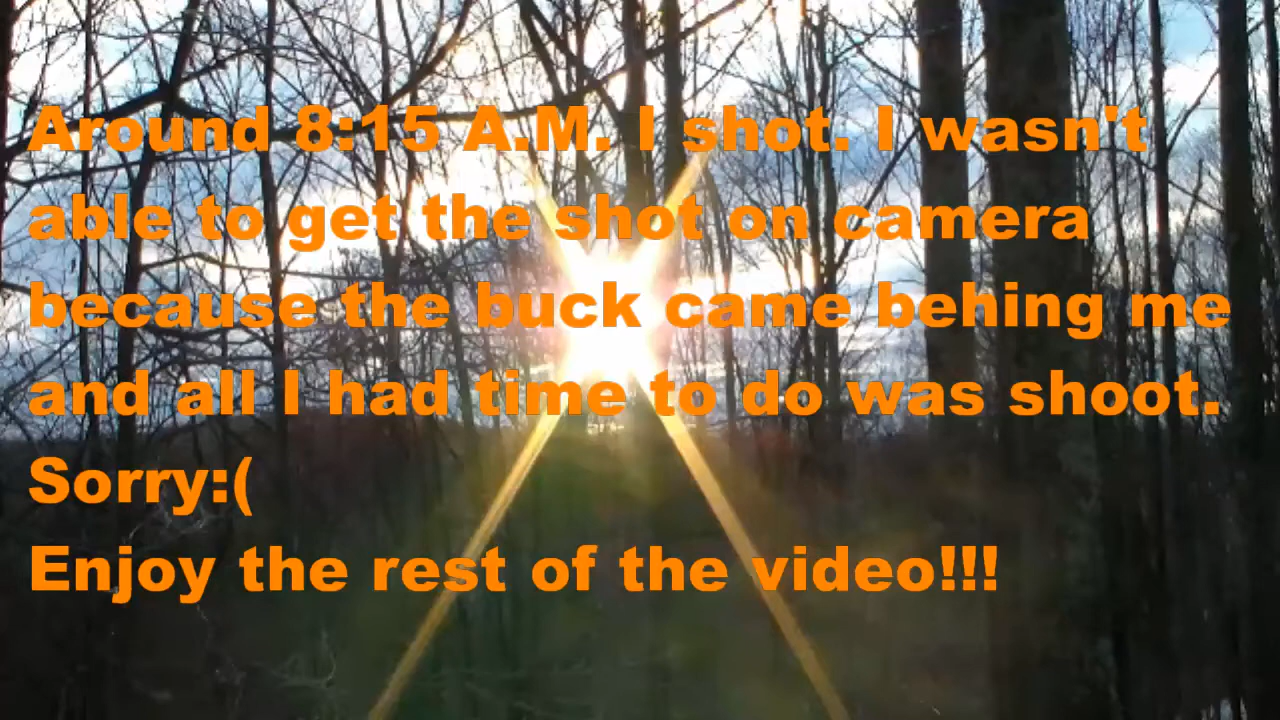 Around 8:15 A.M. I shot. I wasn't
able to get the shot on camera
because the buck came behing me
and all I had time to do was shoot.
Sorry:(
Enjoy the rest of the video!!!